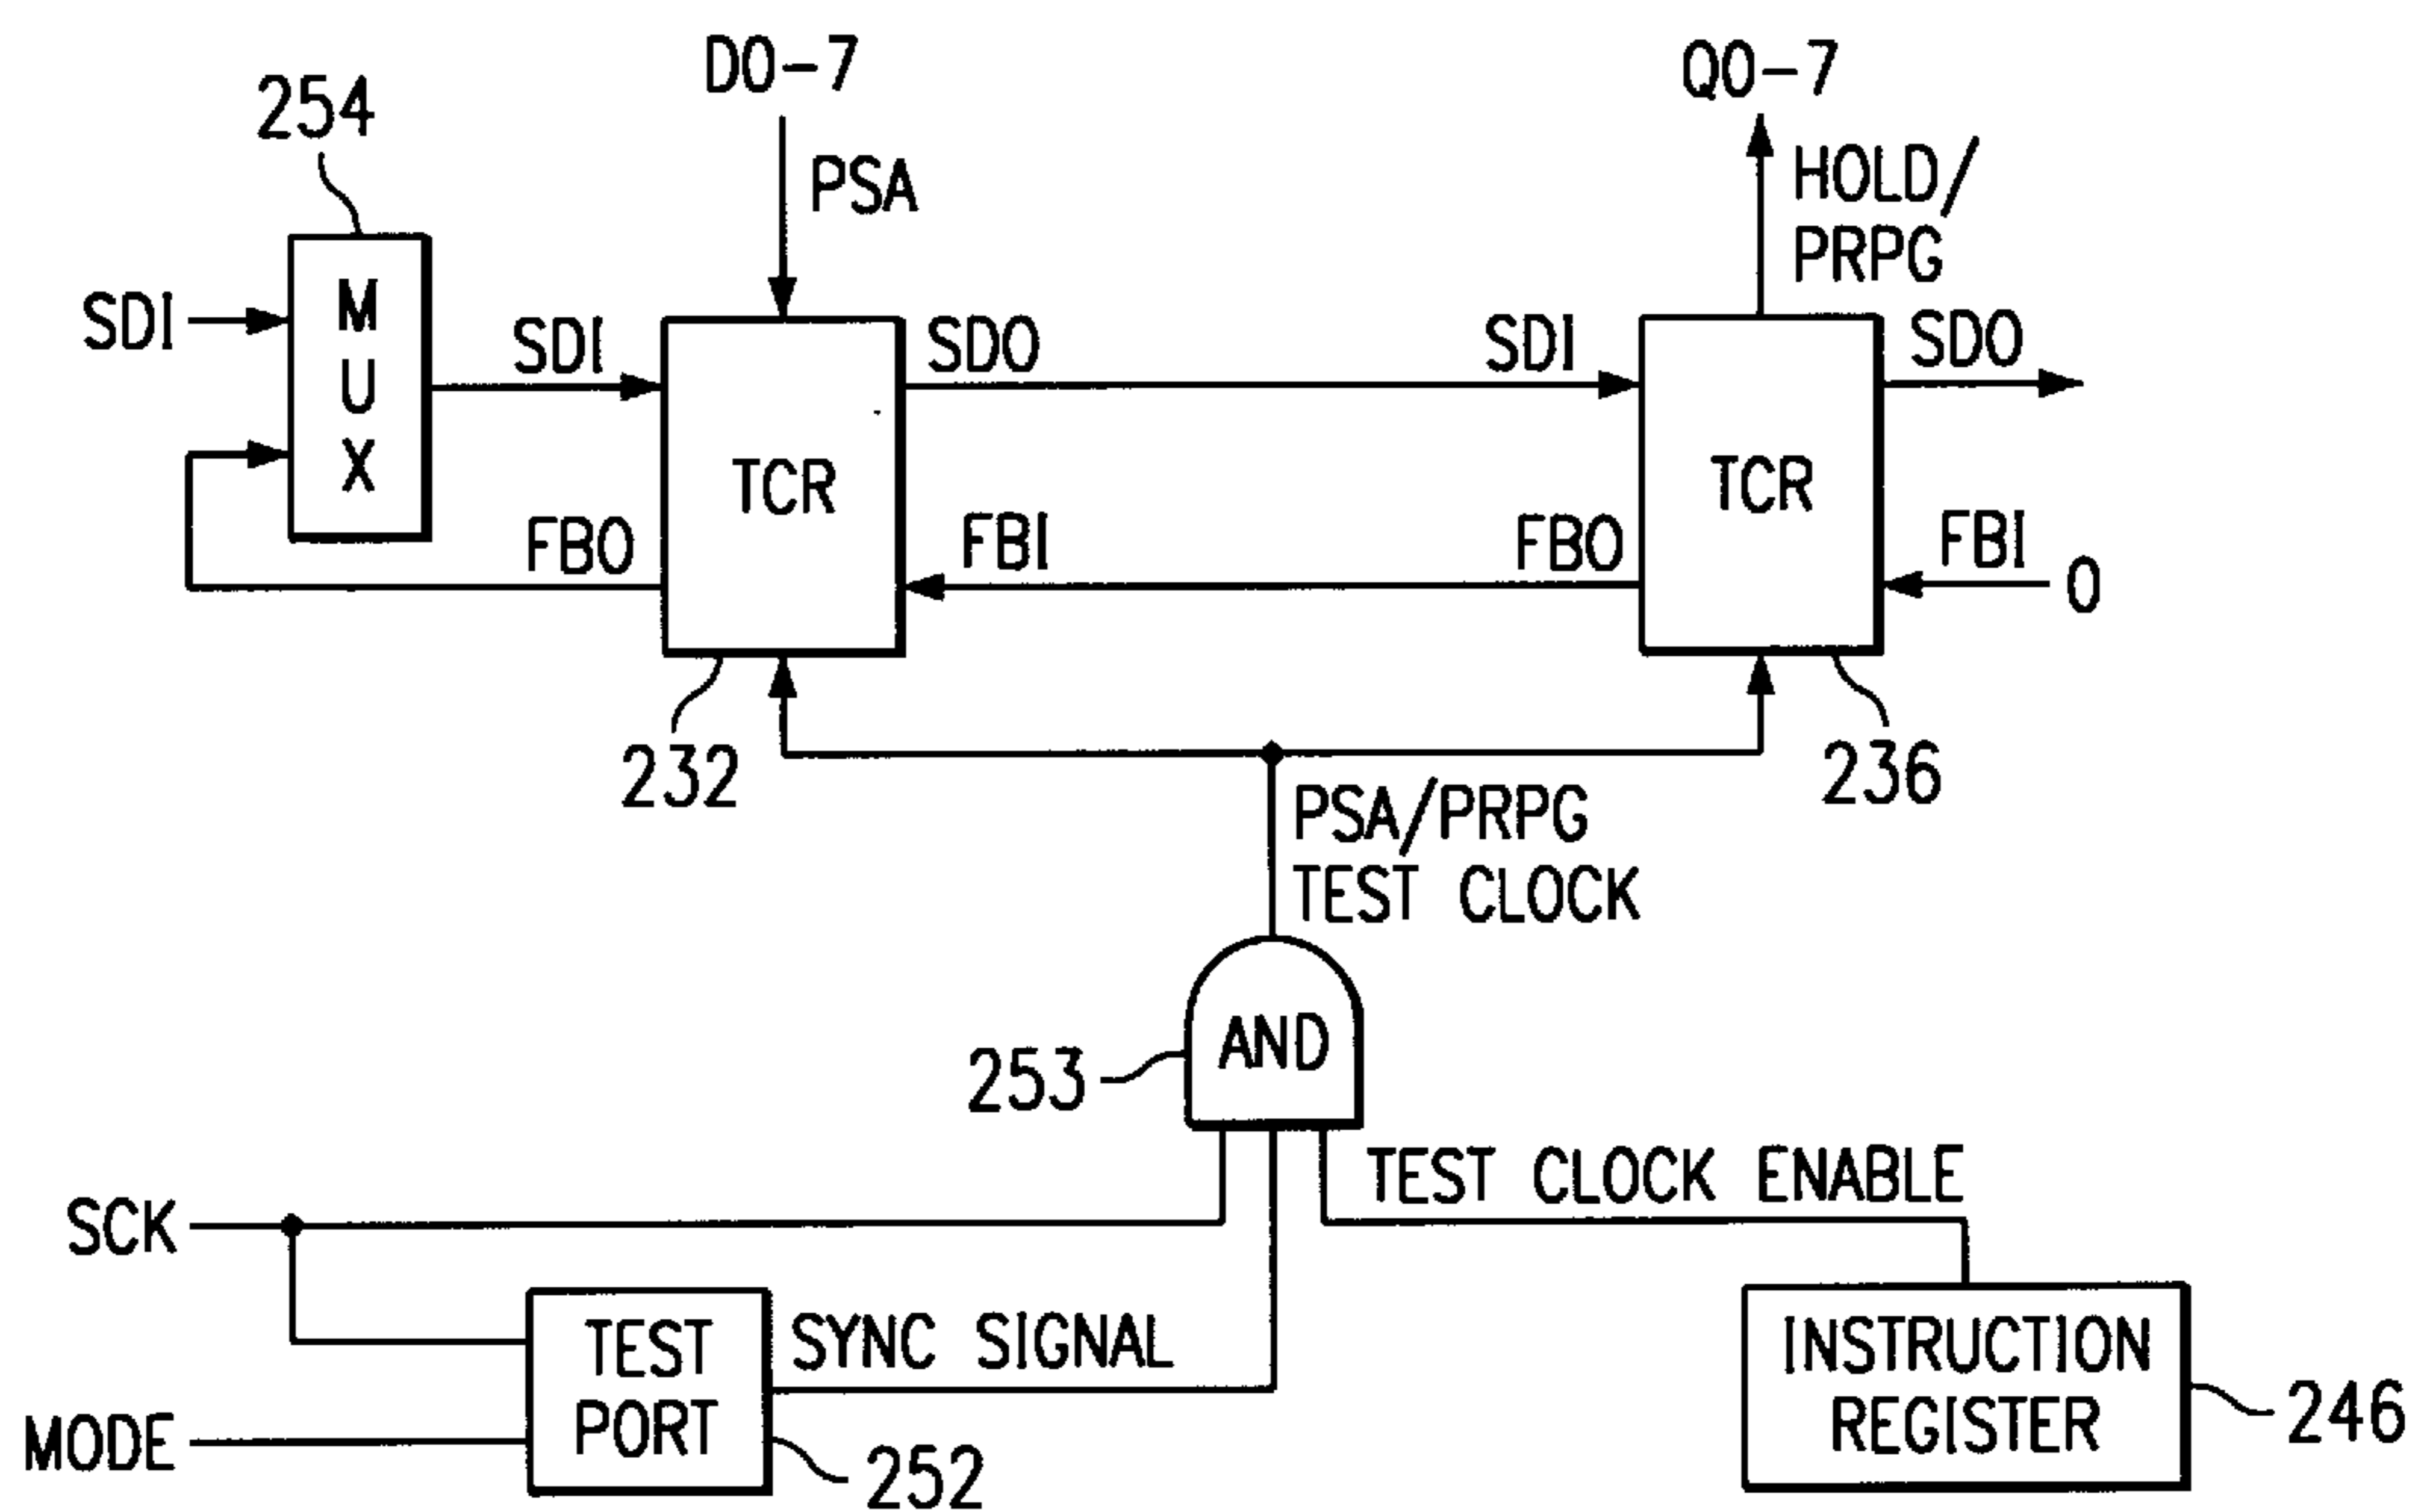 D0-7
Q0-7
254
PSA
HOLD/
PRPG
SDI
M
U
X
SDI
SDO
SDI
SDO
TCR
TCR
FBO
FBI
FBO
FBI
0
232
236
PSA/PRPG
TEST CLOCK
AND
253
TEST CLOCK ENABLE
SCK
TEST
PORT
SYNC SIGNAL
INSTRUCTION
REGISTER
246
MODE
252